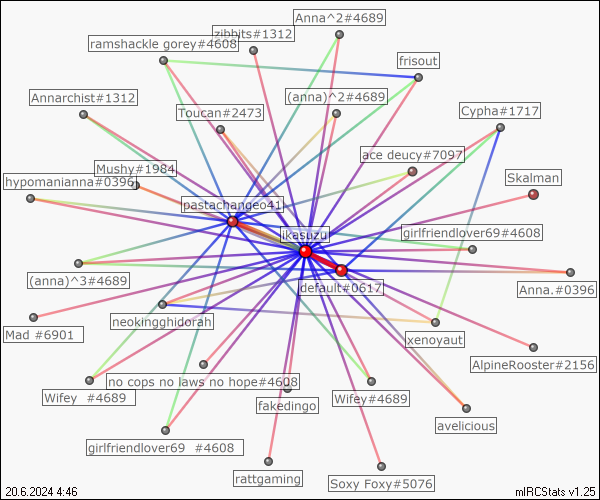 Anna^2#4689
zibbits#1312
ramshackle gorey#4608
frisout
Annarchist#1312
(anna)^2#4689
Toucan#2473
Cypha#1717
ace deucy#7097
Mushy#1984
hypomanianna#0396
Skalman
pastachangeo41
ikasuzu
girlfriendlover69#4608
(anna)^3#4689
default#0617
Anna.#0396
neokingghidorah
Mad #6901
xenoyaut
AlpineRooster#2156
no cops no laws no hope#4608
Wifey #4689
Wifey#4689
fakedingo
avelicious
girlfriendlover69 #4608
rattgaming
Soxy Foxy#5076
20.6.2024 4:46
mIRCStats v1.25